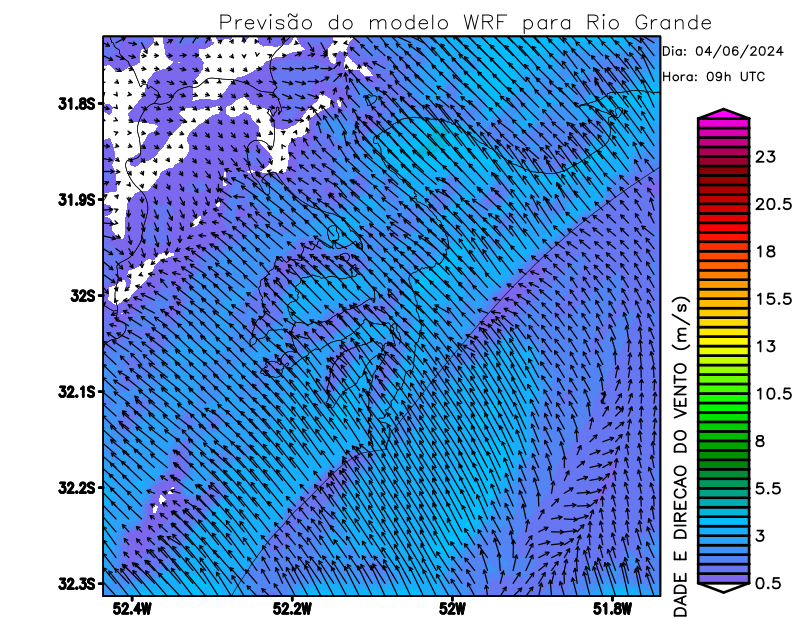 Previsão do modelo WRF para Rio Grande
Dia: 04/06/2024
Hora: 09h UTC
31.8S
31.9S
32S
32.1S
32.2S
32.3S
52.4W
52.2W
52W
51.8W
23
20.5
18
15.5
13
10.5
8
5.5
3
0.5
DADE E DIRECAO DO VENTO (m/s)